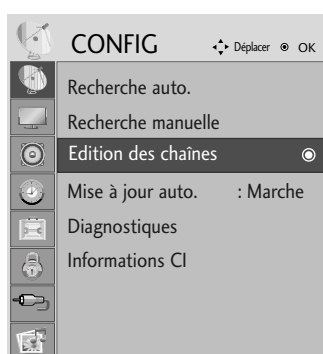 CONFIG Déplacer OK
Recherche auto.
Recherche manuelle
Edition des chaînes
Mise à jour auto. : Marche
Diagnostiques
Informations CI